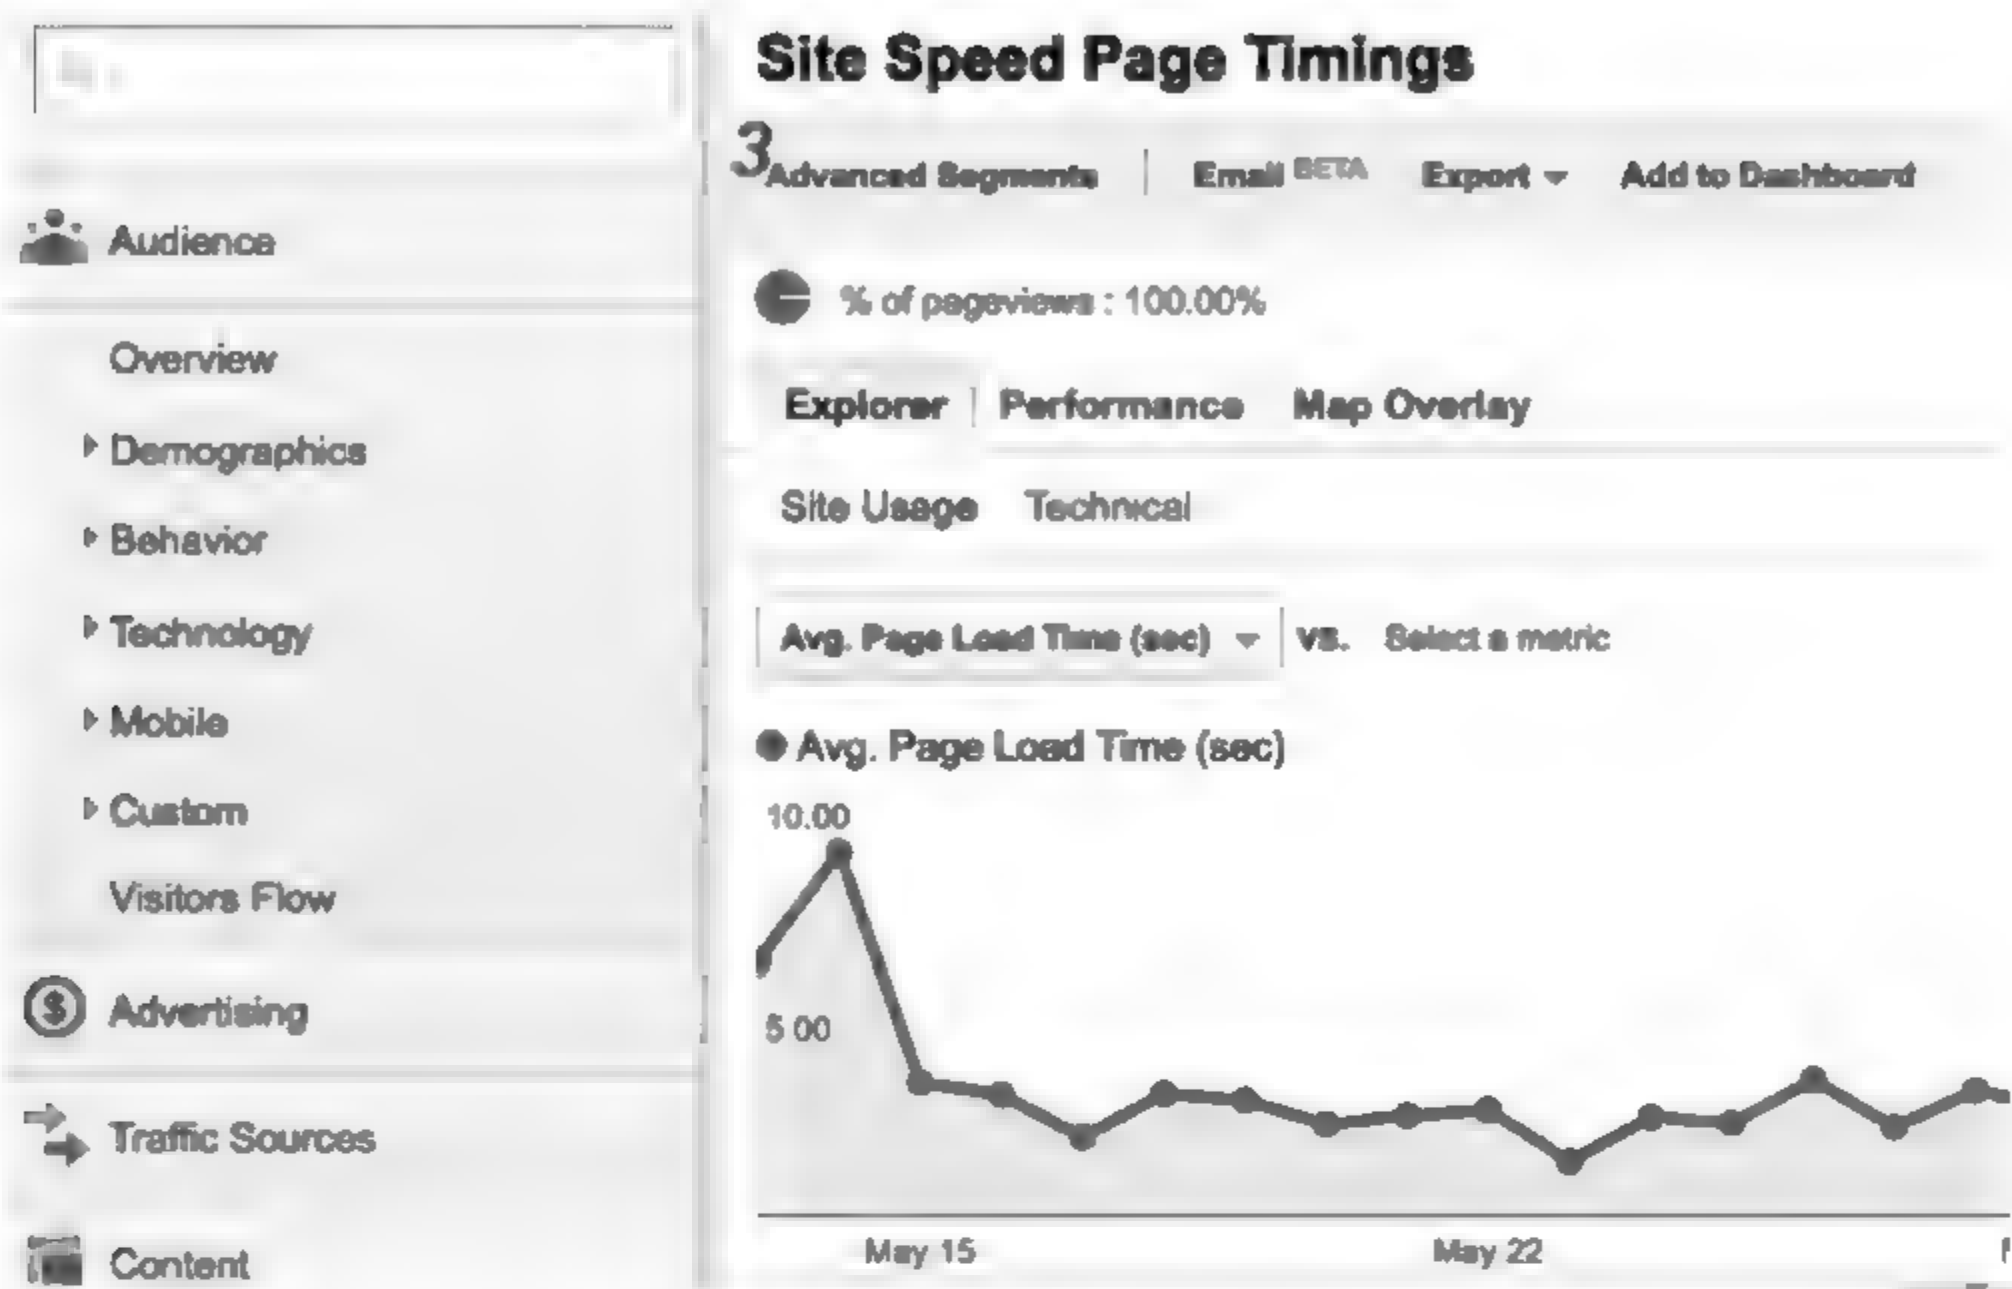 Site Speed Page Timings
3
Advanced Segments Email BETA Export Add to Dashboard
% of pageviews : 100.00%
Explorer Performance Map Overlay
Site Usage Technical
Avg. Page Load Time (sec) VS. Select a metric
Avg. Page Load Time (sec)
10.00
5 00
May 15 May 22
Audience
Overview
Demographics
Behavior
Technology
Mobile
Custom
Visitors Flow
$ Advertising
Traffic Sources
Content